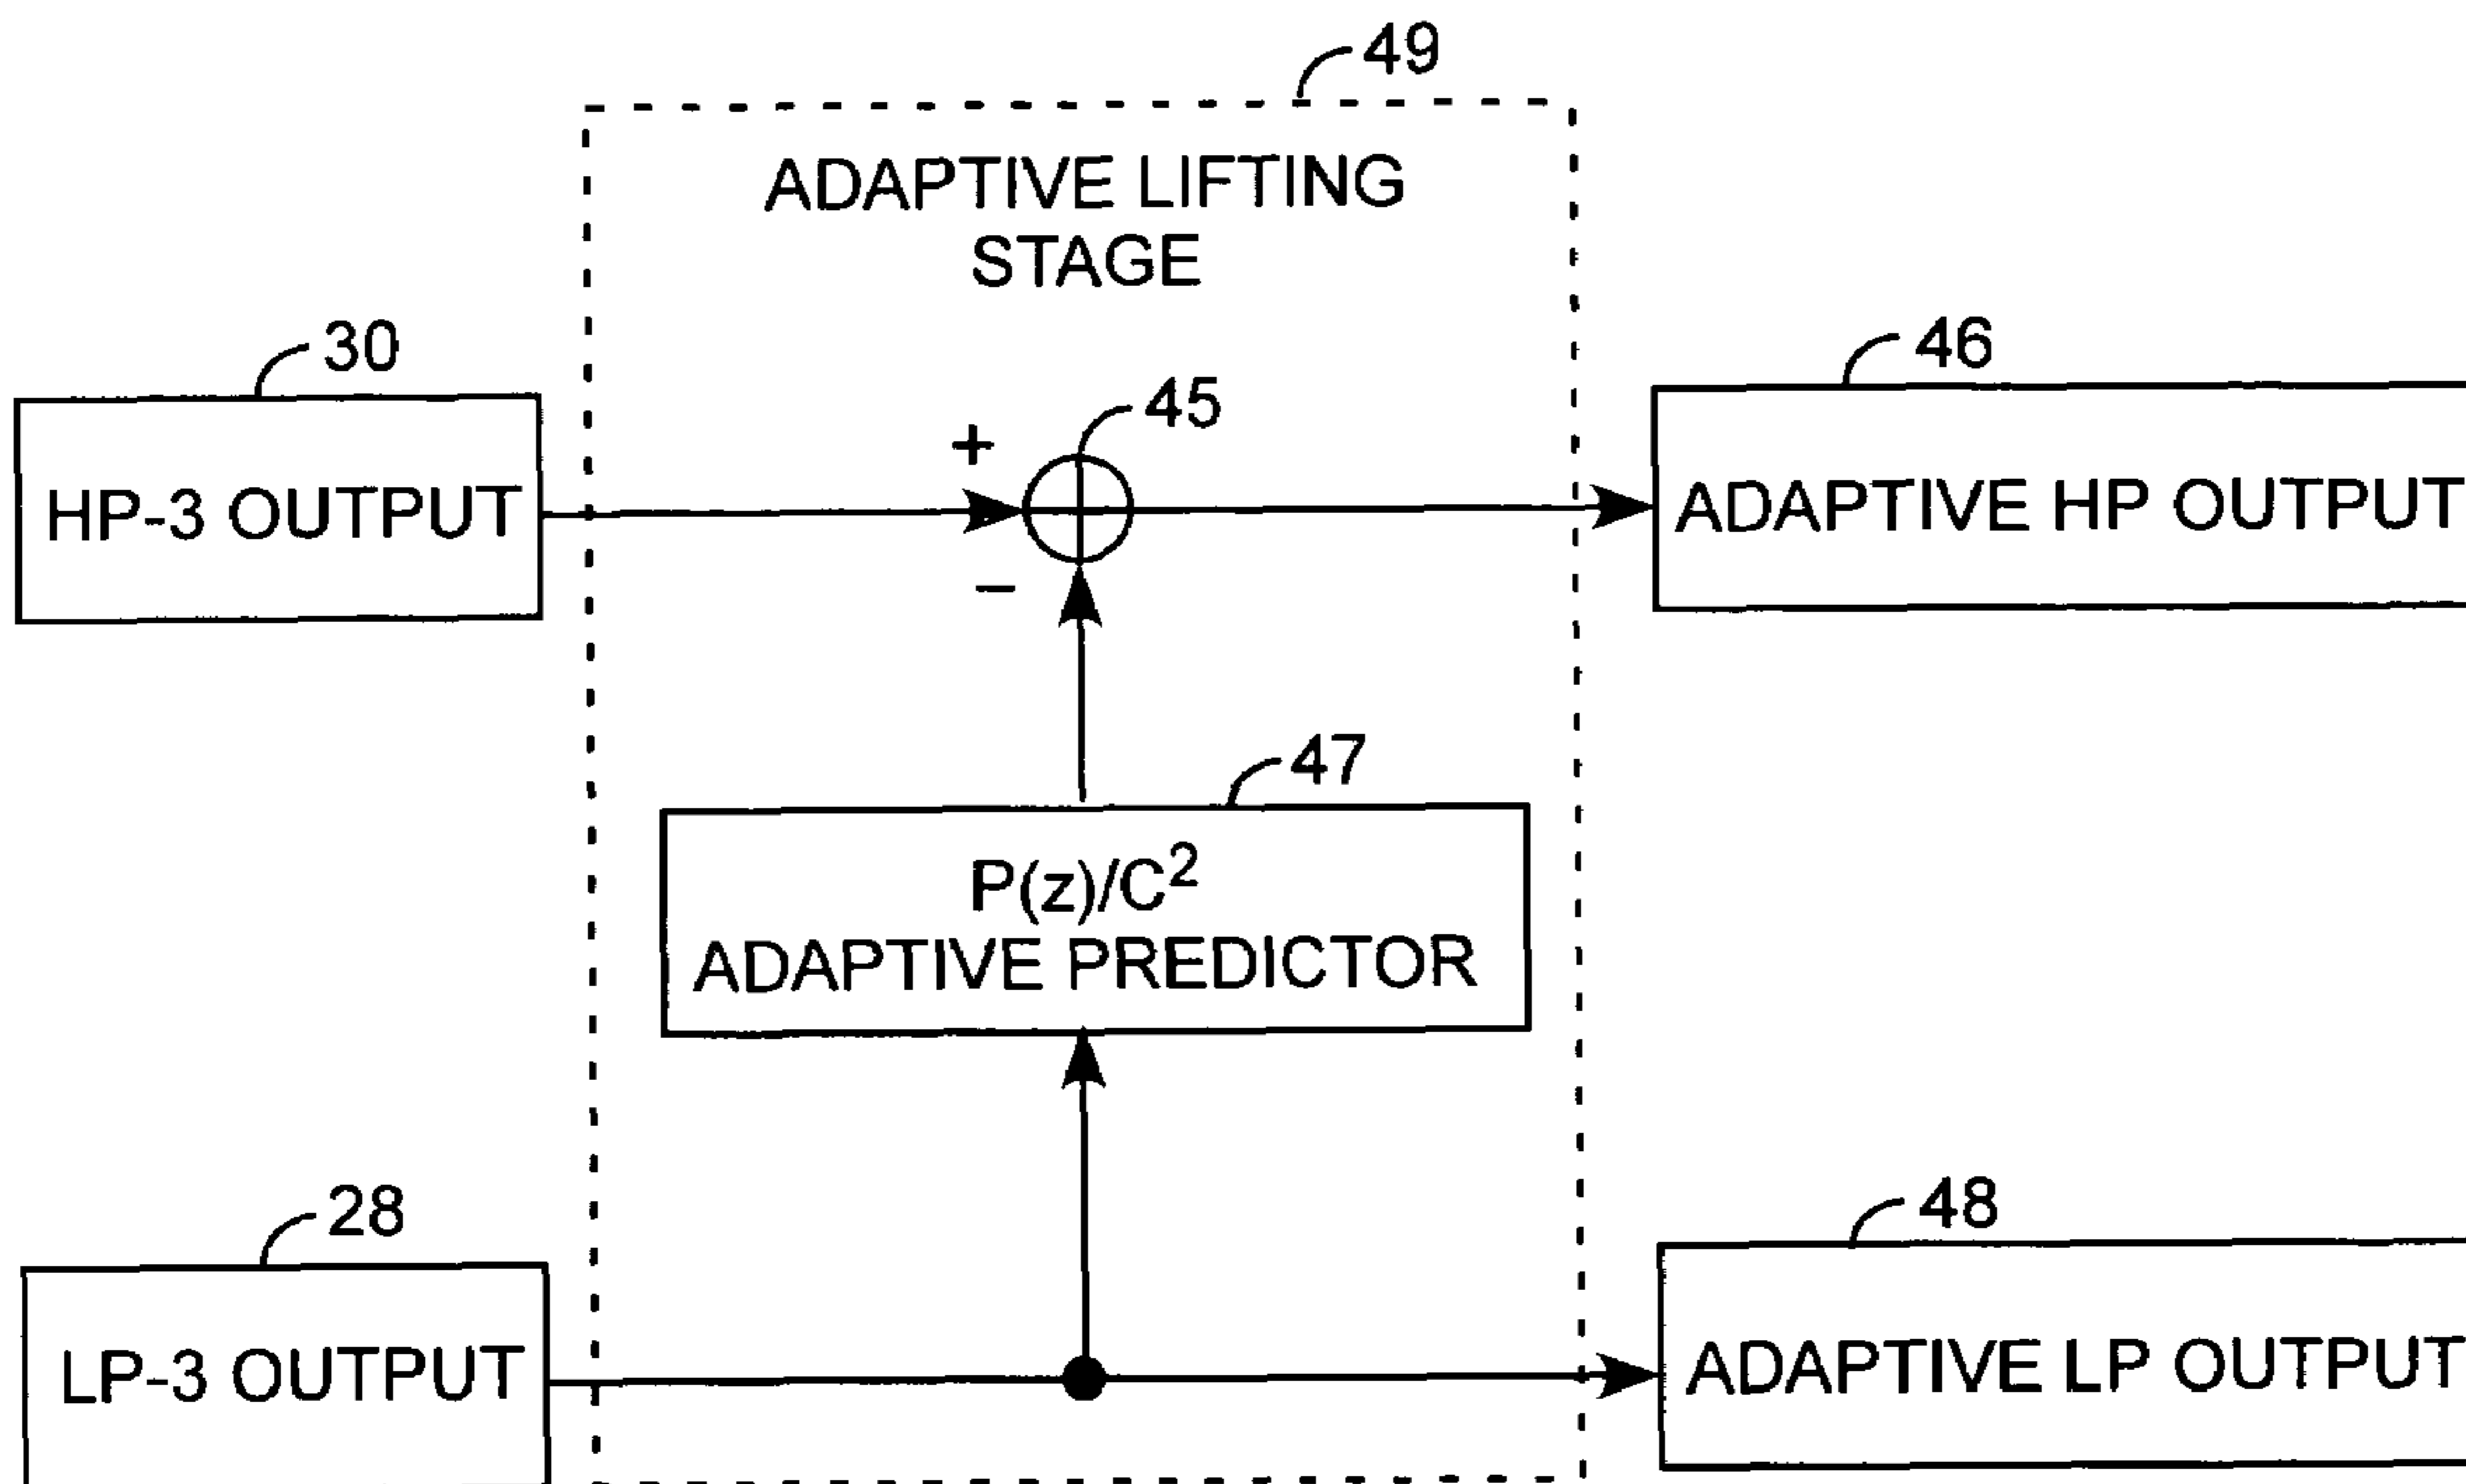 49
ADAPTIVE LIFTING
STAGE
30
45
46
+
HP-3 OUTPUT
ADAPTIVE HP OUTPUT
−
47
P(z)/C²
ADAPTIVE PREDICTOR
28
48
LP-3 OUTPUT
ADAPTIVE LP OUTPUT